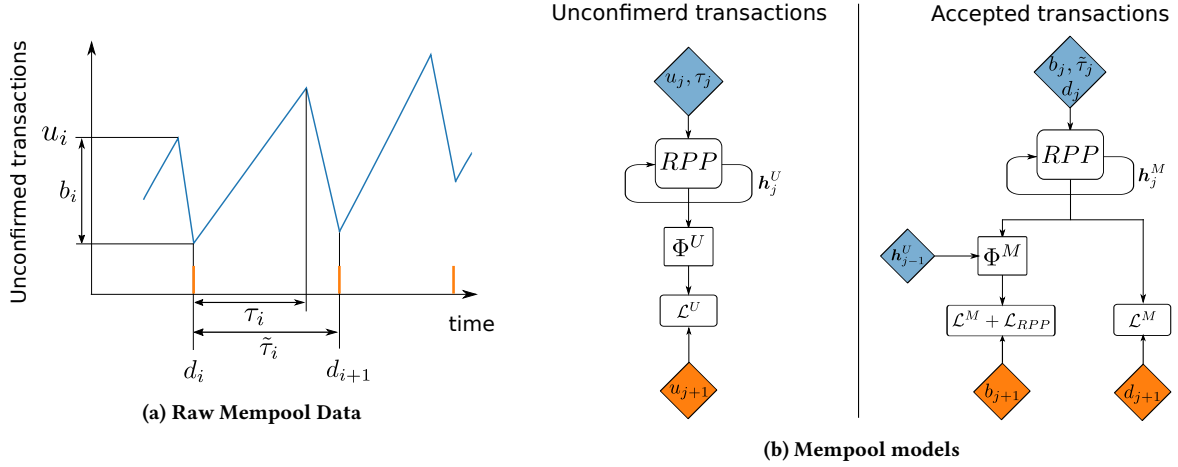 Unconfirmed transactions
u_i
b_i
τ_i
τ̃_i
time
d_i
d_{i+1}
(a) Raw Mempool Data
Unconfimerd transactions
u_j, τ_j
RPP
h_j^U
Φ^U
ℒ^U
u_{j+1}
Accepted transactions
b_j, τ̃_j
d_j
RPP
h_j^M
h_{j-1}^U
Φ^M
ℒ^M + ℒ_{RPP}
ℒ^M
b_{j+1}
d_{j+1}
(b) Mempool models